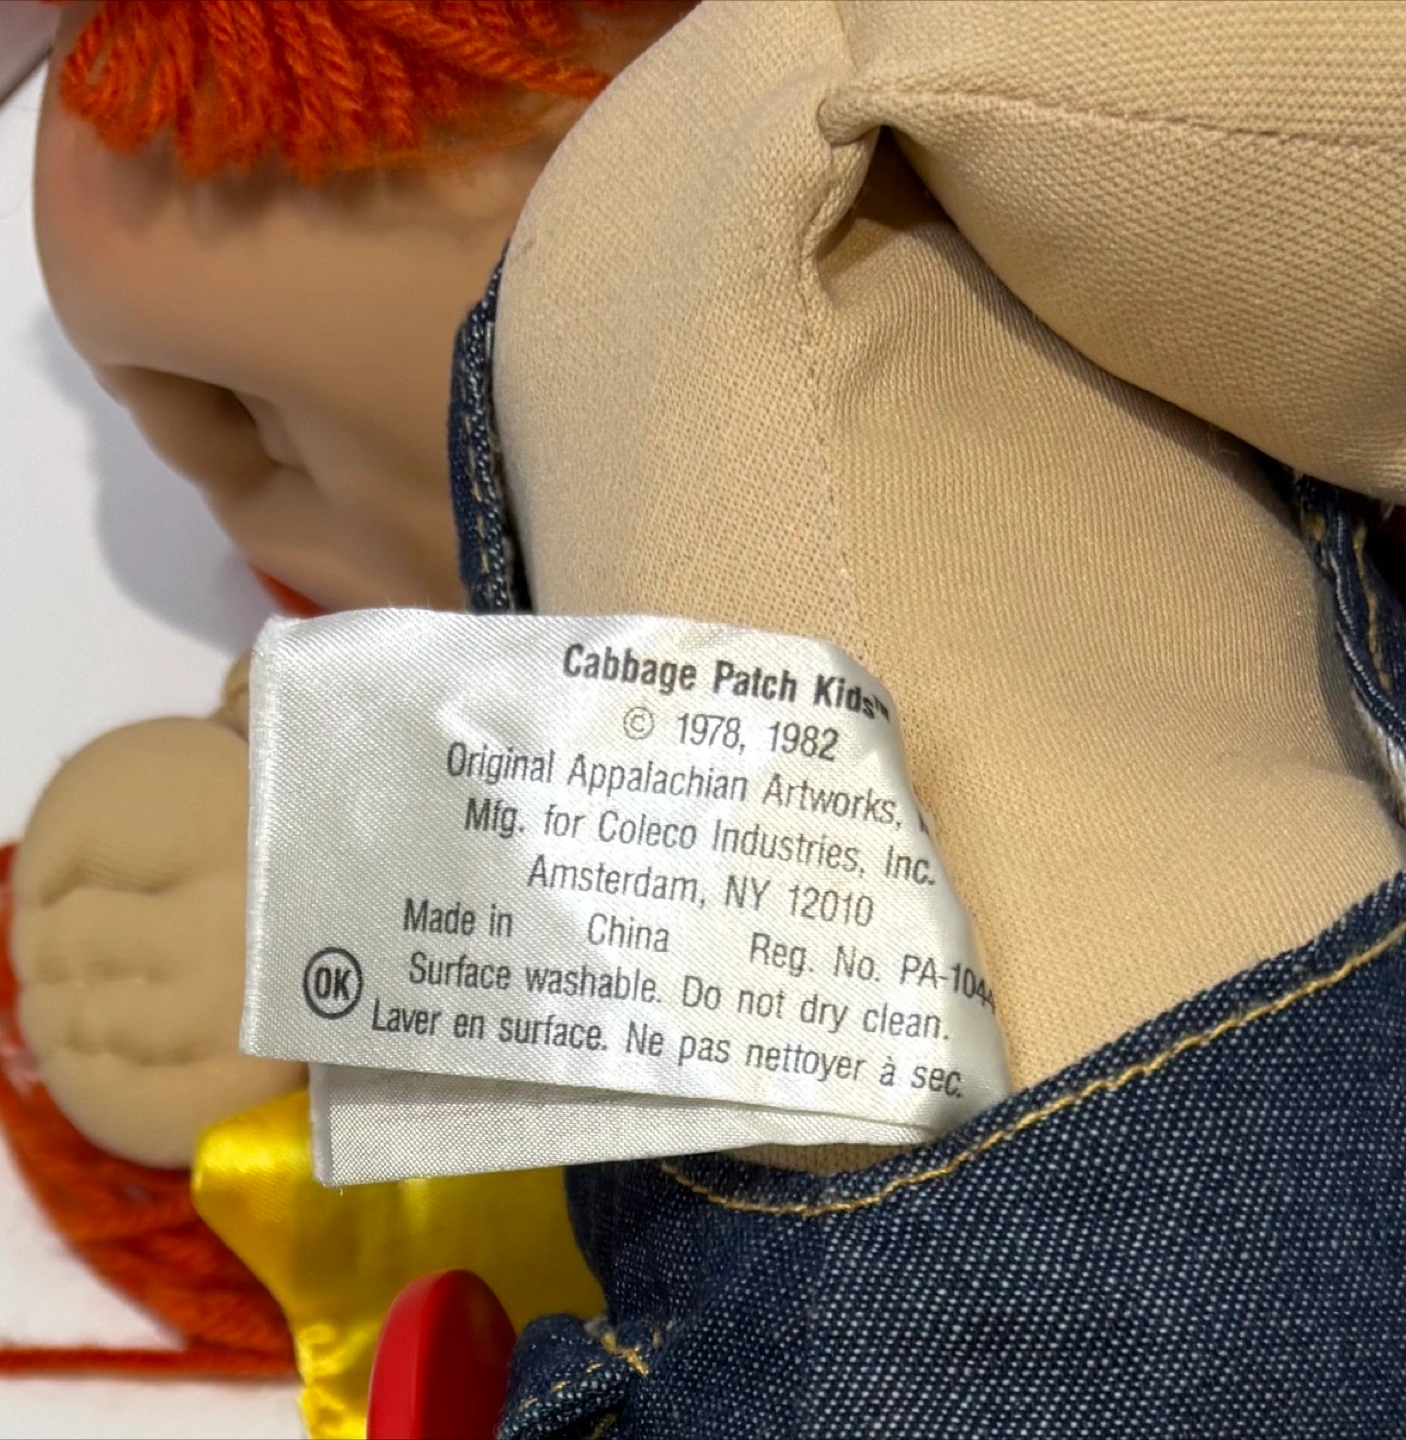 Cabbage Patch Kids™
© 1978, 1982
Original Appalachian Artworks,
Mfg. for Coleco Industries, Inc.
Amsterdam, NY 12010
Made in China Reg. No. PA-1044
OK Surface washable. Do not dry clean.
Laver en surface. Ne pas nettoyer à sec.